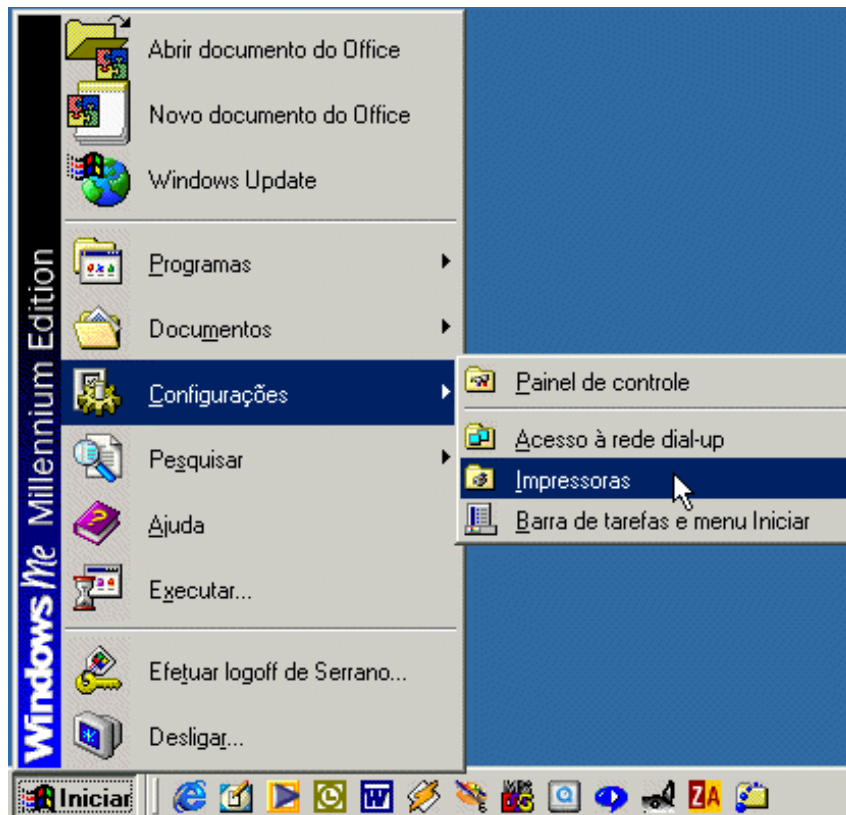 Abrir documento do Office
Novo documento do Office
Windows Update
Programas
Documentos
Configurações
Pesquisar
Ajuda
Executar...
Efetuar logoff de Serrano...
Desligar...
Painel de controle
Acesso à rede dial-up
Impressoras
Barra de tarefas e menu Iniciar
Windows Me Millennium Edition
Iniciar
ZA